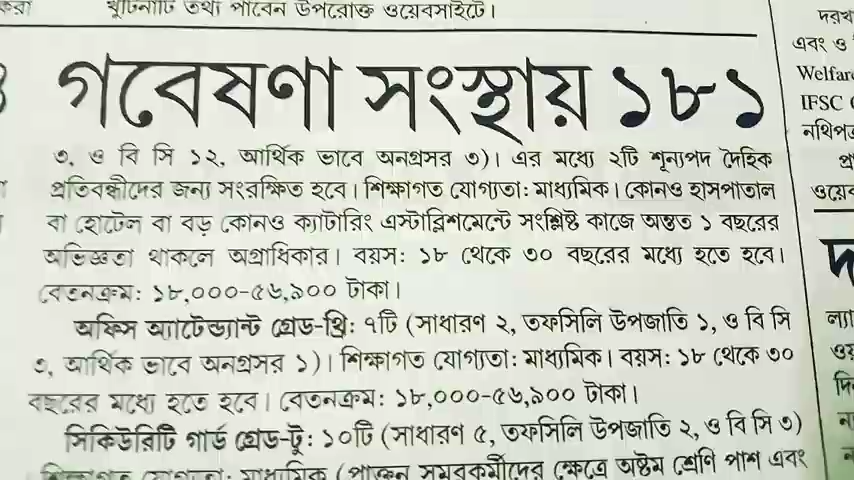 খুঁটিনাটি তথ্য পাবেন উপরোক্ত ওয়েবসাইটে।
গবেষণা সংস্থায় ১৮১
৩, ও বি সি ১২, আর্থিক ভাবে অনগ্রসর ৩)। এর মধ্যে ২টি শূন্যপদ দৈহিক
প্রতিবন্ধীদের জন্য সংরক্ষিত হবে। শিক্ষাগত যোগ্যতা: মাধ্যমিক। কোনও হাসপাতাল
বা হোটেল বা বড় কোনও ক্যাটারিং এস্টাব্লিশমেন্টে সংশ্লিষ্ট কাজে অন্তত ১ বছরের
অভিজ্ঞতা থাকলে অগ্রাধিকার। বয়স: ১৮ থেকে ৩০ বছরের মধ্যে হতে হবে।
বেতনক্রম: ১৮,০০০-৫৬,৯০০ টাকা।
অফিস অ্যাটেন্ড্যান্ট গ্রেড-থ্রি: ৭টি (সাধারণ ২, তফসিলি উপজাতি ১, ও বি সি
৩, আর্থিক ভাবে অনগ্রসর ১)। শিক্ষাগত যোগ্যতা: মাধ্যমিক। বয়স: ১৮ থেকে ৩০
বছরের মধ্যে হতে হবে। বেতনক্রম: ১৮,০০০-৫৬,৯০০ টাকা।
সিকিউরিটি গার্ড গ্রেড-টু: ১০টি (সাধারণ ৫, তফসিলি উপজাতি ২, ও বি সি ৩)
শিক্ষাগত যোগ্যতা: মাধ্যমিক (প্রাক্তন সমরকর্মীদের ক্ষেত্রে অষ্টম শ্রেণি পাশ এবং
এবং ও
IFSC